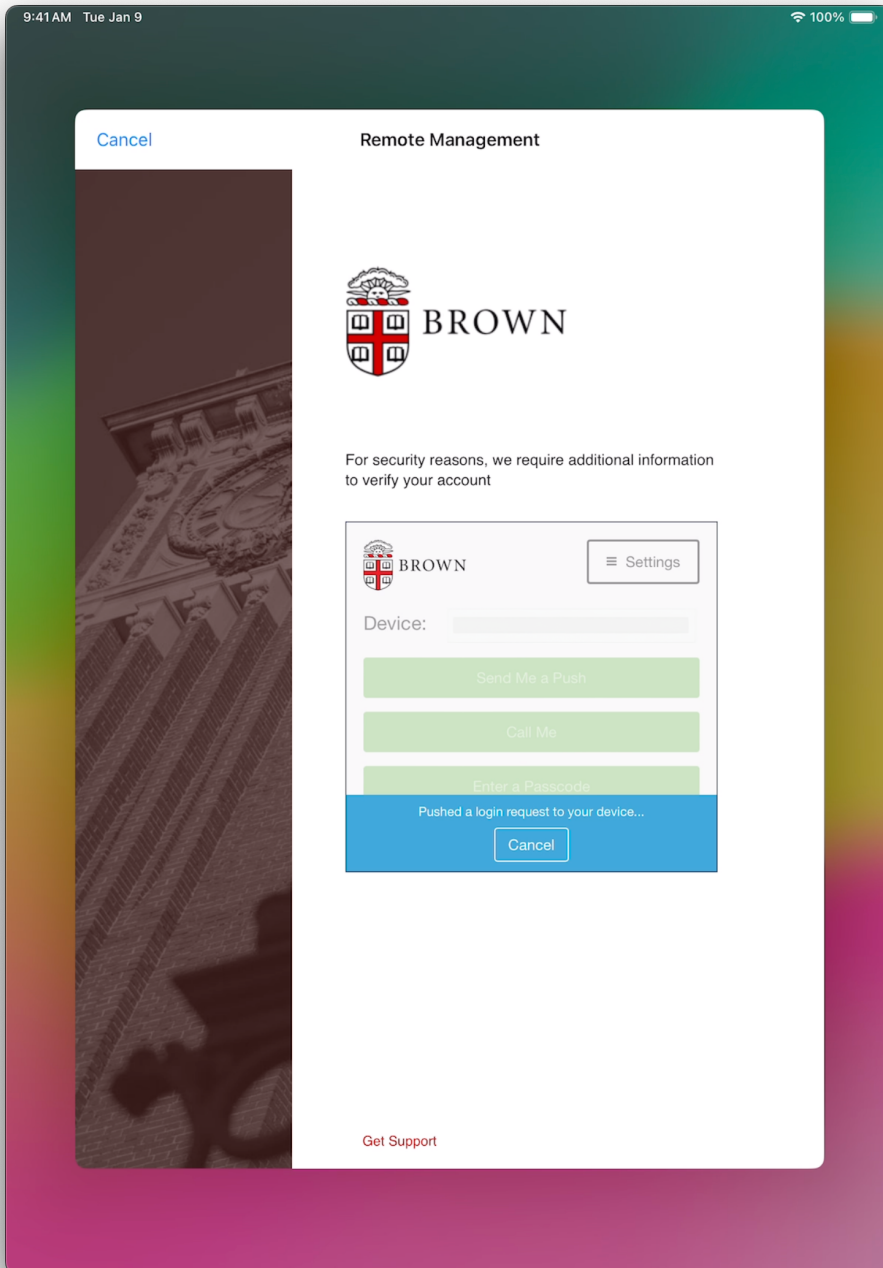 9:41 AM Tue Jan 9
100%
Cancel
Remote Management
BROWN
For security reasons, we require additional information
to verify your account
BROWN
≡ Settings
Device:
Send Me a Push
Call Me
Enter a Passcode
Pushed a login request to your device...
Cancel
Get Support